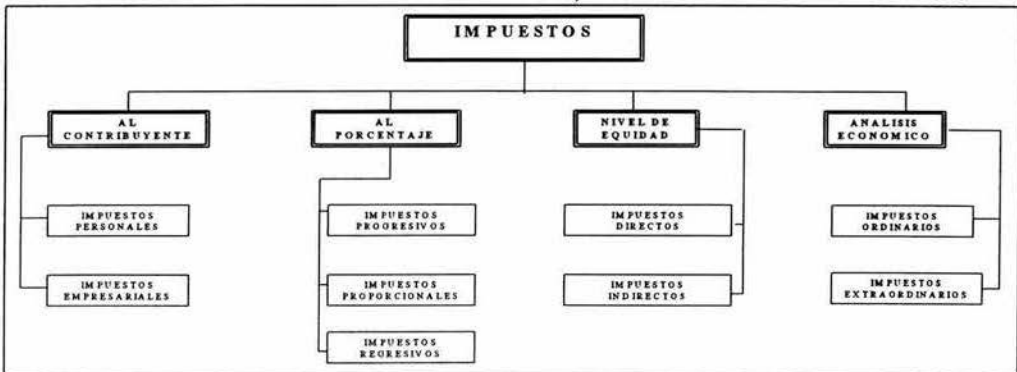 IMPUESTOS
AL
CONTRIBUYENTE
AL
PORCENTAJE
NIVEL DE
EQUIDAD
ANALISIS
ECONOMICO
IMPUESTOS
PERSONALES
IMPUESTOS
PROGRESIVOS
IMPUESTOS
DIRECTOS
IMPUESTOS
ORDINARIOS
IMPUESTOS
EMPRESARIALES
IMPUESTOS
PROPORCIONALES
IMPUESTOS
INDIRECTOS
IMPUESTOS
EXTRAORDINARIOS
IMPUESTOS
REGRESIVOS